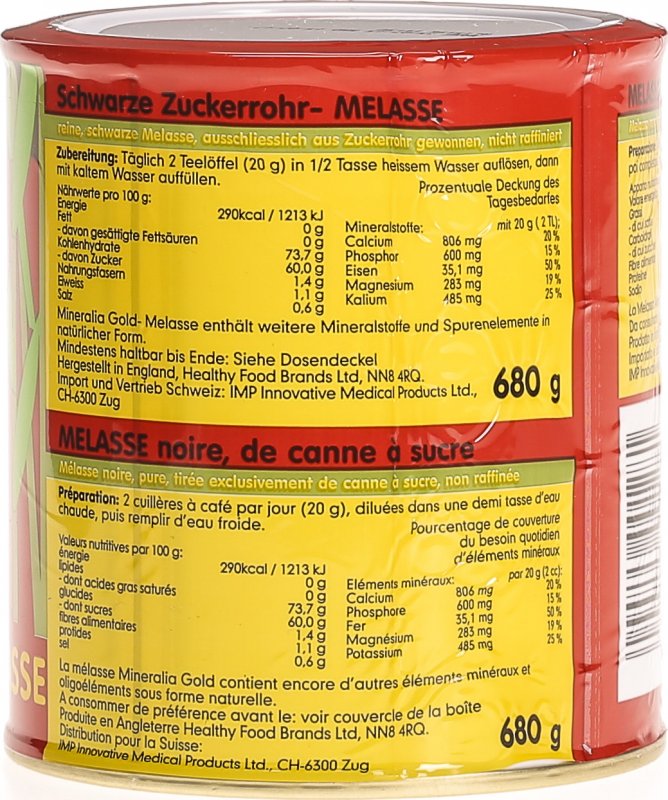 Schwarze Zuckerrohr- MELASSE
reine, schwarze Melasse, ausschliesslich aus Zuckerrohr gewonnen, nicht raffiniert
Zubereitung: Täglich 2 Teelöffel (20 g) in 1/2 Tasse heissem Wasser auflösen, dann
mit kaltem Wasser auffüllen.
Prozentuale Deckung des
Tagesbedarfes
Nährwerte pro 100 g:
Energie 290kcal / 1213 kJ
Fett 0 g
- davon gesättigte Fettsäuren 0 g
Kohlenhydrate 73,7 g
- davon Zucker 60,0 g
Nahrungsfasern 1,4 g
Eiweiss 1,1 g
Salz 0,6 g
Mineralstoffe: mit 20 g ( 2 TL);
Calcium 806 mg 20%
Phosphor 600 mg 15%
Eisen 35,1 mg 50%
Magnesium 283 mg 19%
Kalium 485 mg 25%
Mineralia Gold- Melasse enthält weitere Mineralstoffe und Spurenelemente in
natürlicher Form.
Mindestens haltbar bis Ende: Siehe Dosendeckel
Hergestellt in England, Healthy Food Brands Ltd, NN8 4RQ.
Import und Vertrieb Schweiz: IMP Innovative Medical Products Ltd.,
CH-6300 Zug
680 g
MELASSE noire, de canne à sucre
Mélasse noire, pure, tirée exclusivement de canne à sucre, non raffinée
Préparation: 2 cuillères à café par jour (20 g), diluées dans une demi tasse d'eau
chaude, puis remplir d'eau froide.
Pourcentage de couverture
du besoin quotidien
d'éléments minéraux
Valeurs nutritives par 100 g:
énergie 290kcal / 1213 kJ
lipides 0 g
- dont acides gras saturés 0 g
glucides 73,7 g
- dont sucres 60,0 g
fibres alimentaires 1,4 g
protides 1,1 g
sel 0,6 g
Eléments minéraux: par 20 g (2 cc):
Calcium 806 mg 20%
Phosphore 600 mg 15%
Fer 35,1 mg 50%
Magnésium 283 mg 19%
Potassium 485 mg 25%
La mélasse Mineralia Gold contient encore d'autres éléments minéraux et
oligoéléments sous forme naturelle.
A consommer de préférence avant le: voir couvercle de la boîte
Produite en Angleterre Healthy Food Brands Ltd, NN8 4RQ.
Distribution pour la Suisse:
IMP Innovative Medical Products Ltd., CH-6300 Zug
680 g
SSE